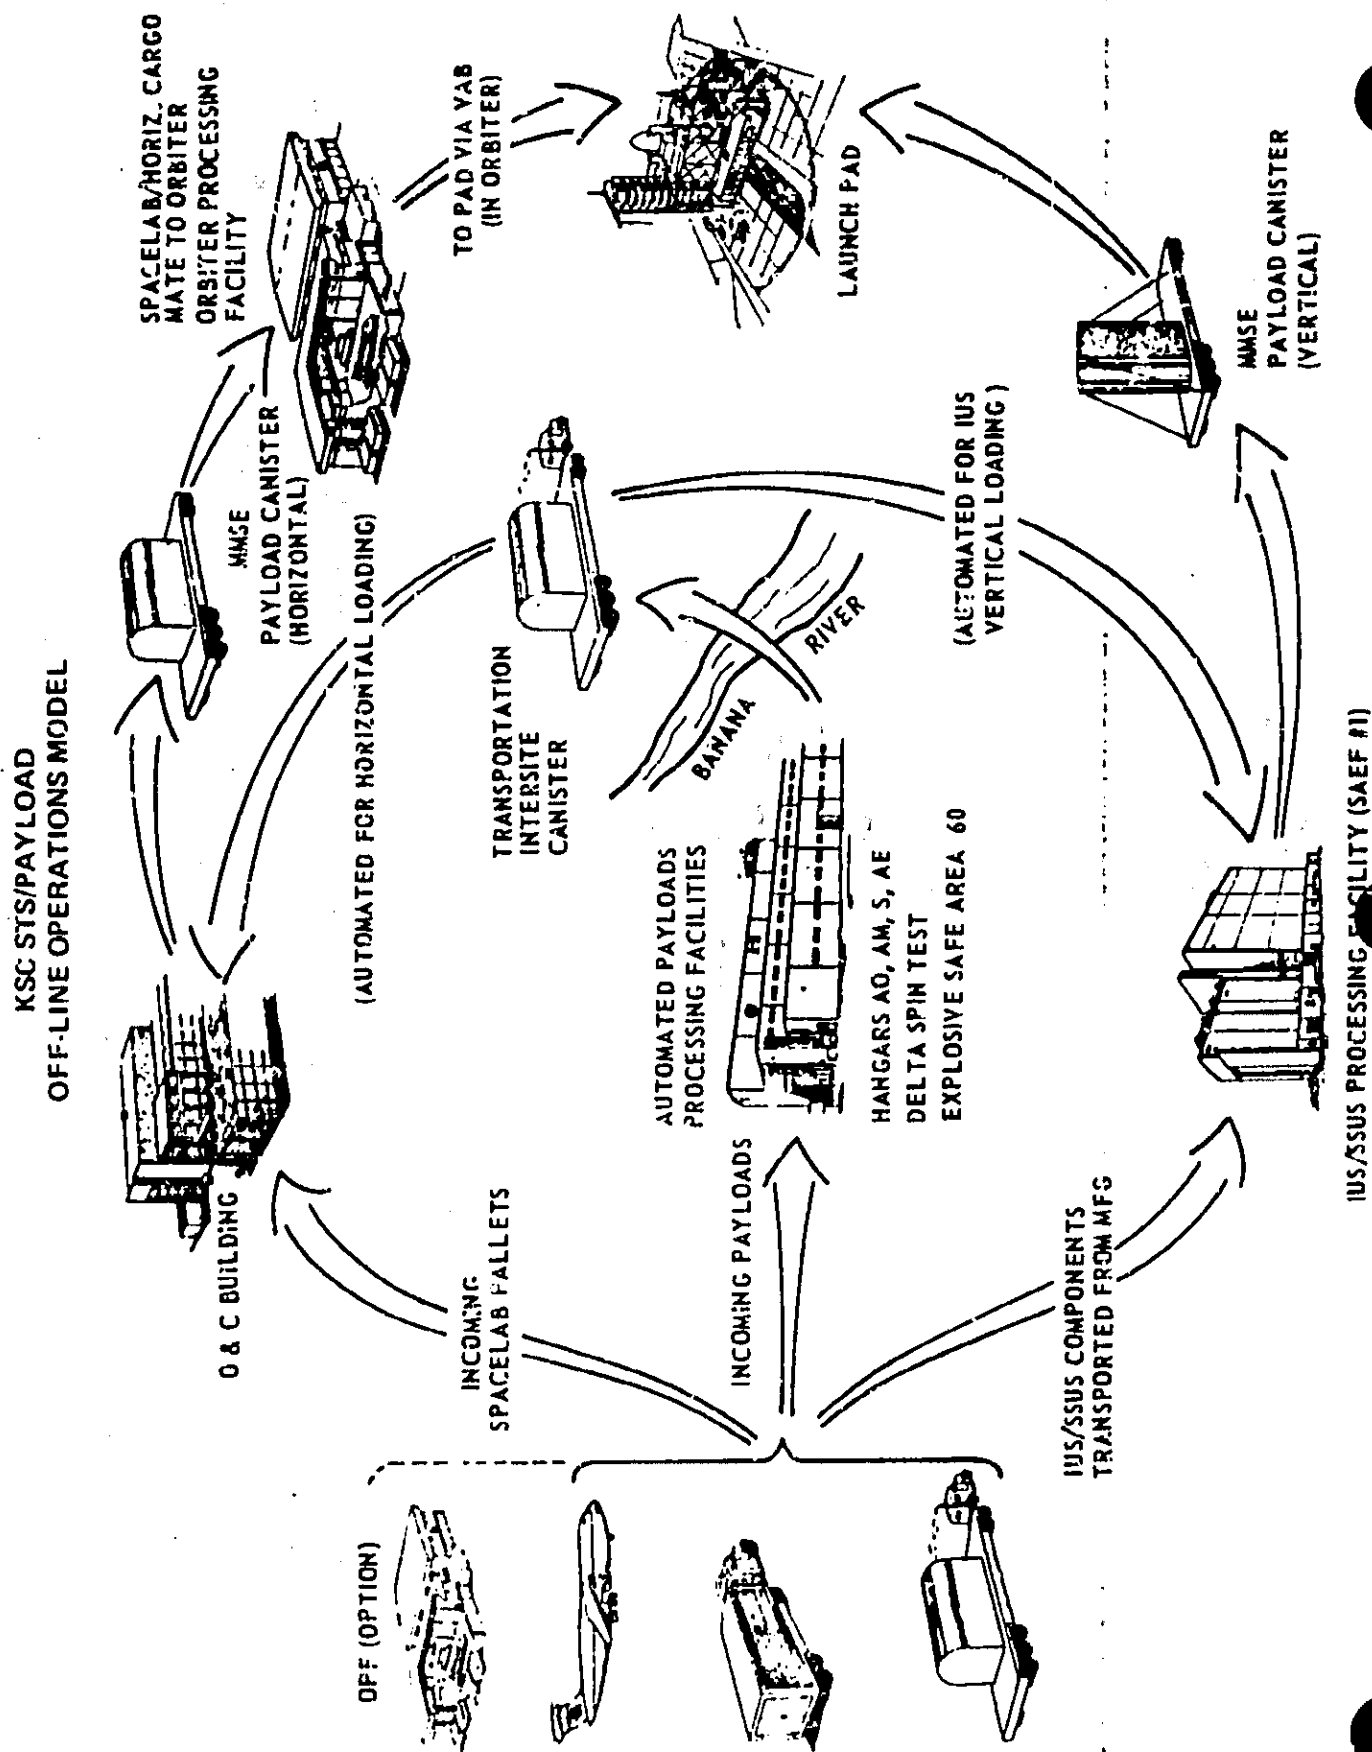 KSC STS/PAYLOAD
OFF-LINE OPERATIONS MODEL
OPF (OPTION)
INCOMING
SPACELAB PALLETS
INCOMING PAYLOADS
IUS/SSUS COMPONENTS
TRANSPORTED FROM MFG
O & C BUILDING
AUTOMATED PAYLOADS
PROCESSING FACILITIES
HANGARS AO, AM, S, AE
DELTA SPIN TEST
EXPLOSIVE SAFE AREA 60
IUS/SSUS PROCESSING FACILITY (SAEF #1)
(AUTOMATED FOR HORIZONTAL LOADING)
TRANSPORTATION
INTERSITE
CANISTER
BANANA
RIVER
(AUTOMATED FOR IUS
VERTICAL LOADING)
MMSE
PAYLOAD CANISTER
(HORIZONTAL)
SPACELAB/HORIZ. CARGO
MATE TO ORBITER
ORBITER PROCESSING
FACILITY
TO PAD VIA VAB
(IN ORBITER)
LAUNCH PAD
MMSE
PAYLOAD CANISTER
(VERTICAL)